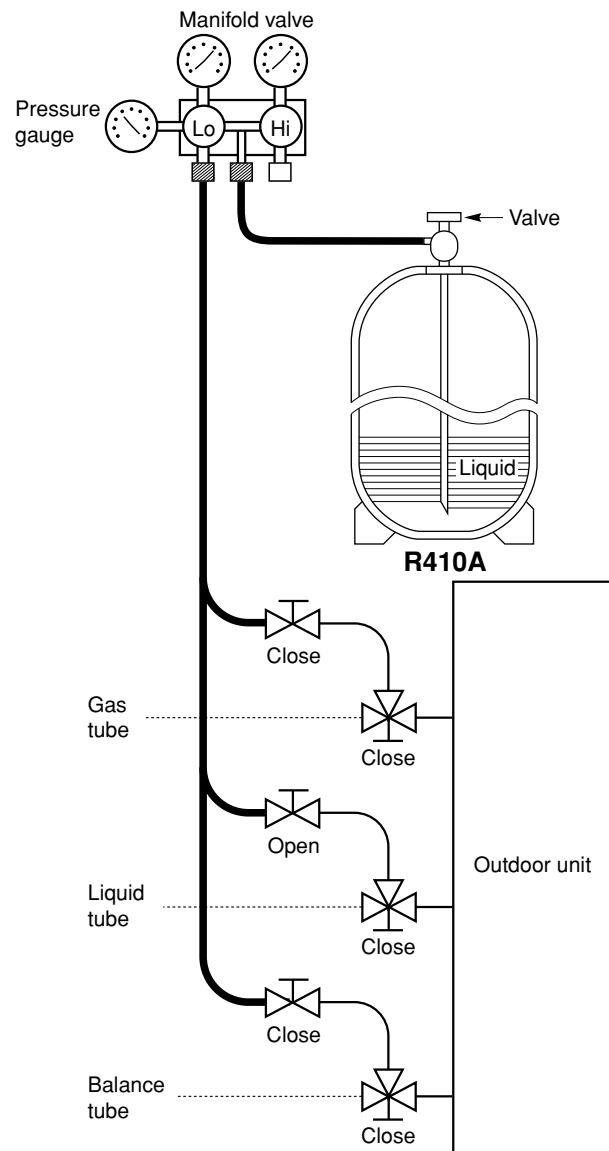 Manifold valve
Pressure
gauge
Lo
Hi
Valve
Liquid
R410A
Close
Gas
tube
Close
Open
Outdoor unit
Liquid
tube
Close
Close
Balance
tube
Close